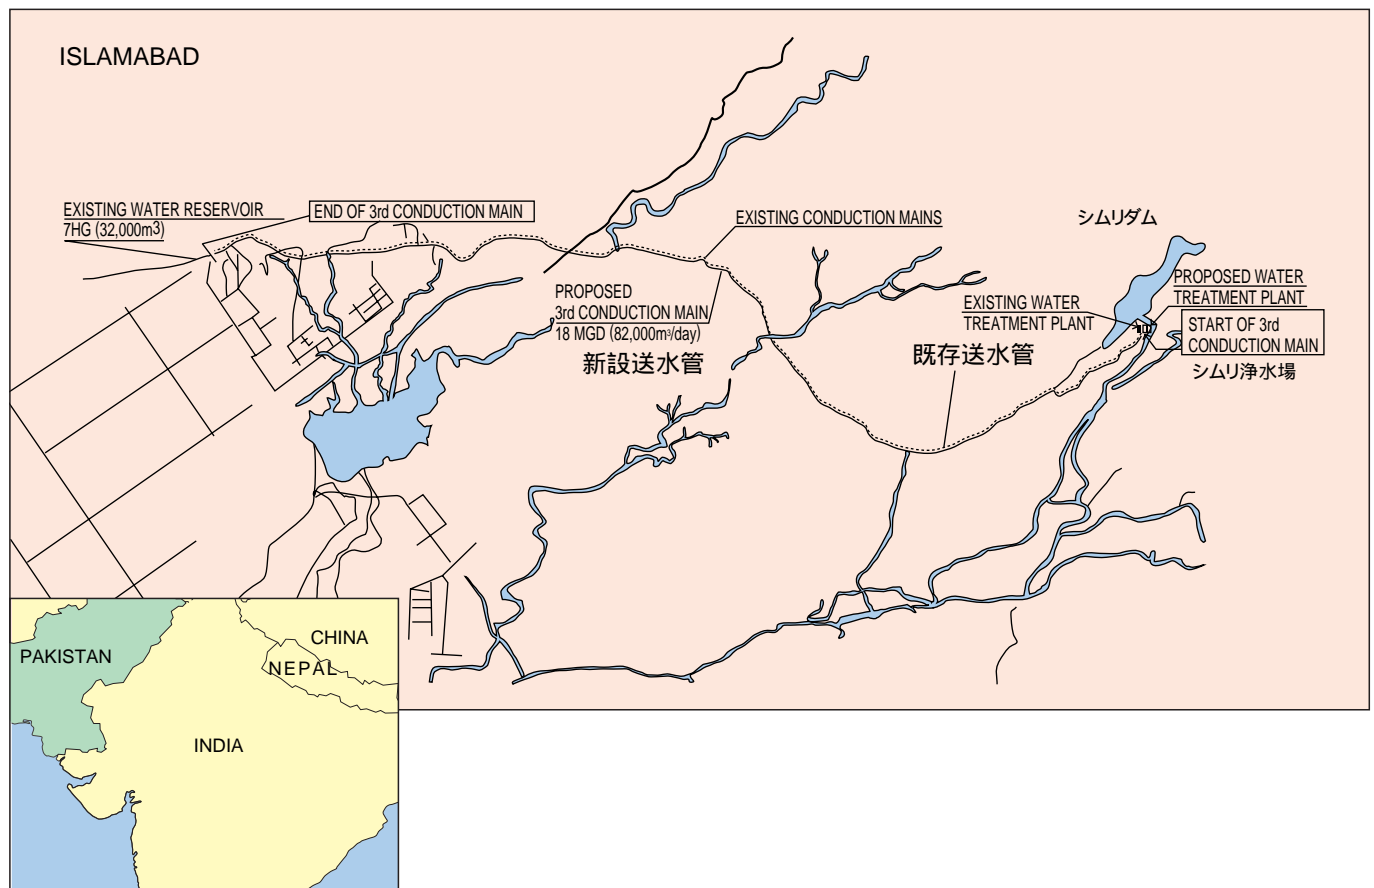 ISLAMABAD
EXISTING WATER RESERVOIR
7HG (32,000m3)
END OF 3rd CONDUCTION MAIN
EXISTING CONDUCTION MAINS
シムリダム
PROPOSED
3rd CONDUCTION MAIN
18 MGD (82,000m³/day)
新設送水管
EXISTING WATER
TREATMENT PLANT
既存送水管
PROPOSED WATER
TREATMENT PLANT
START OF 3rd
CONDUCTION MAIN
シムリ浄水場
PAKISTAN
CHINA
NEPAL
INDIA